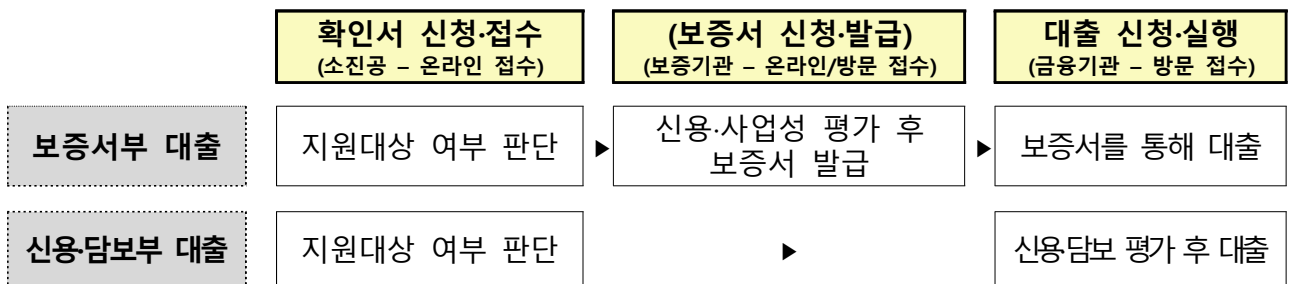 확인서 신청·접수
(소진공 – 온라인 접수)
(보증서 신청·발급)
(보증기관 – 온라인/방문 접수)
대출 신청·실행
(금융기관 – 방문 접수)
보증서부 대출
지원대상 여부 판단
▶
신용·사업성 평가 후
보증서 발급
▶
보증서를 통해 대출
신용·담보부 대출
지원대상 여부 판단
▶
신용·담보 평가 후 대출